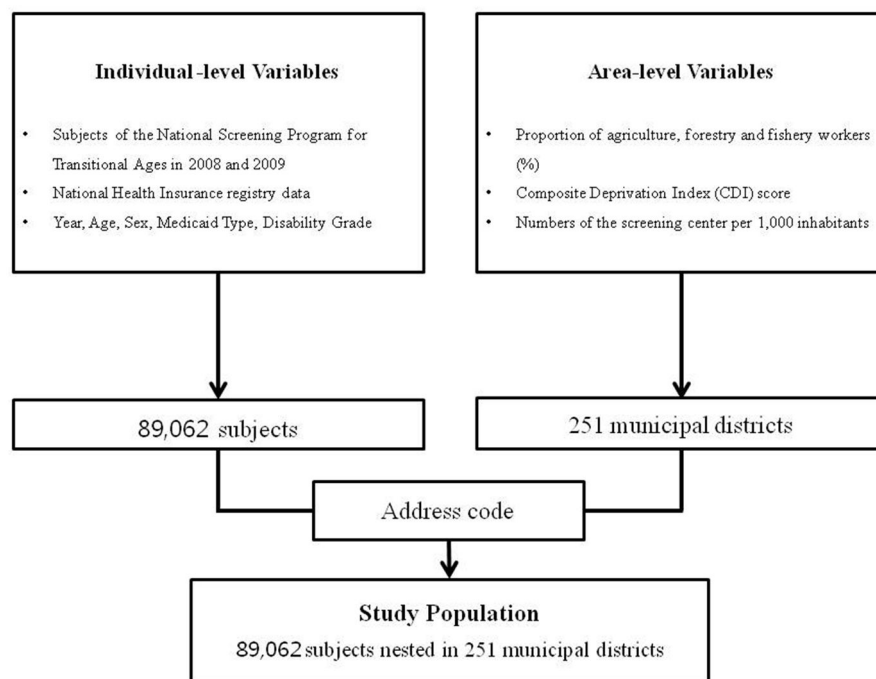 Individual-level Variables
• Subjects of the National Screening Program for
Transitional Ages in 2008 and 2009
• National Health Insurance registry data
• Year, Age, Sex, Medicaid Type, Disability Grade
Area-level Variables
• Proportion of agriculture, forestry and fishery workers
(%)
• Composite Deprivation Index (CDI) score
• Numbers of the screening center per 1,000 inhabitants
89,062 subjects
251 municipal districts
Address code
Study Population
89,062 subjects nested in 251 municipal districts